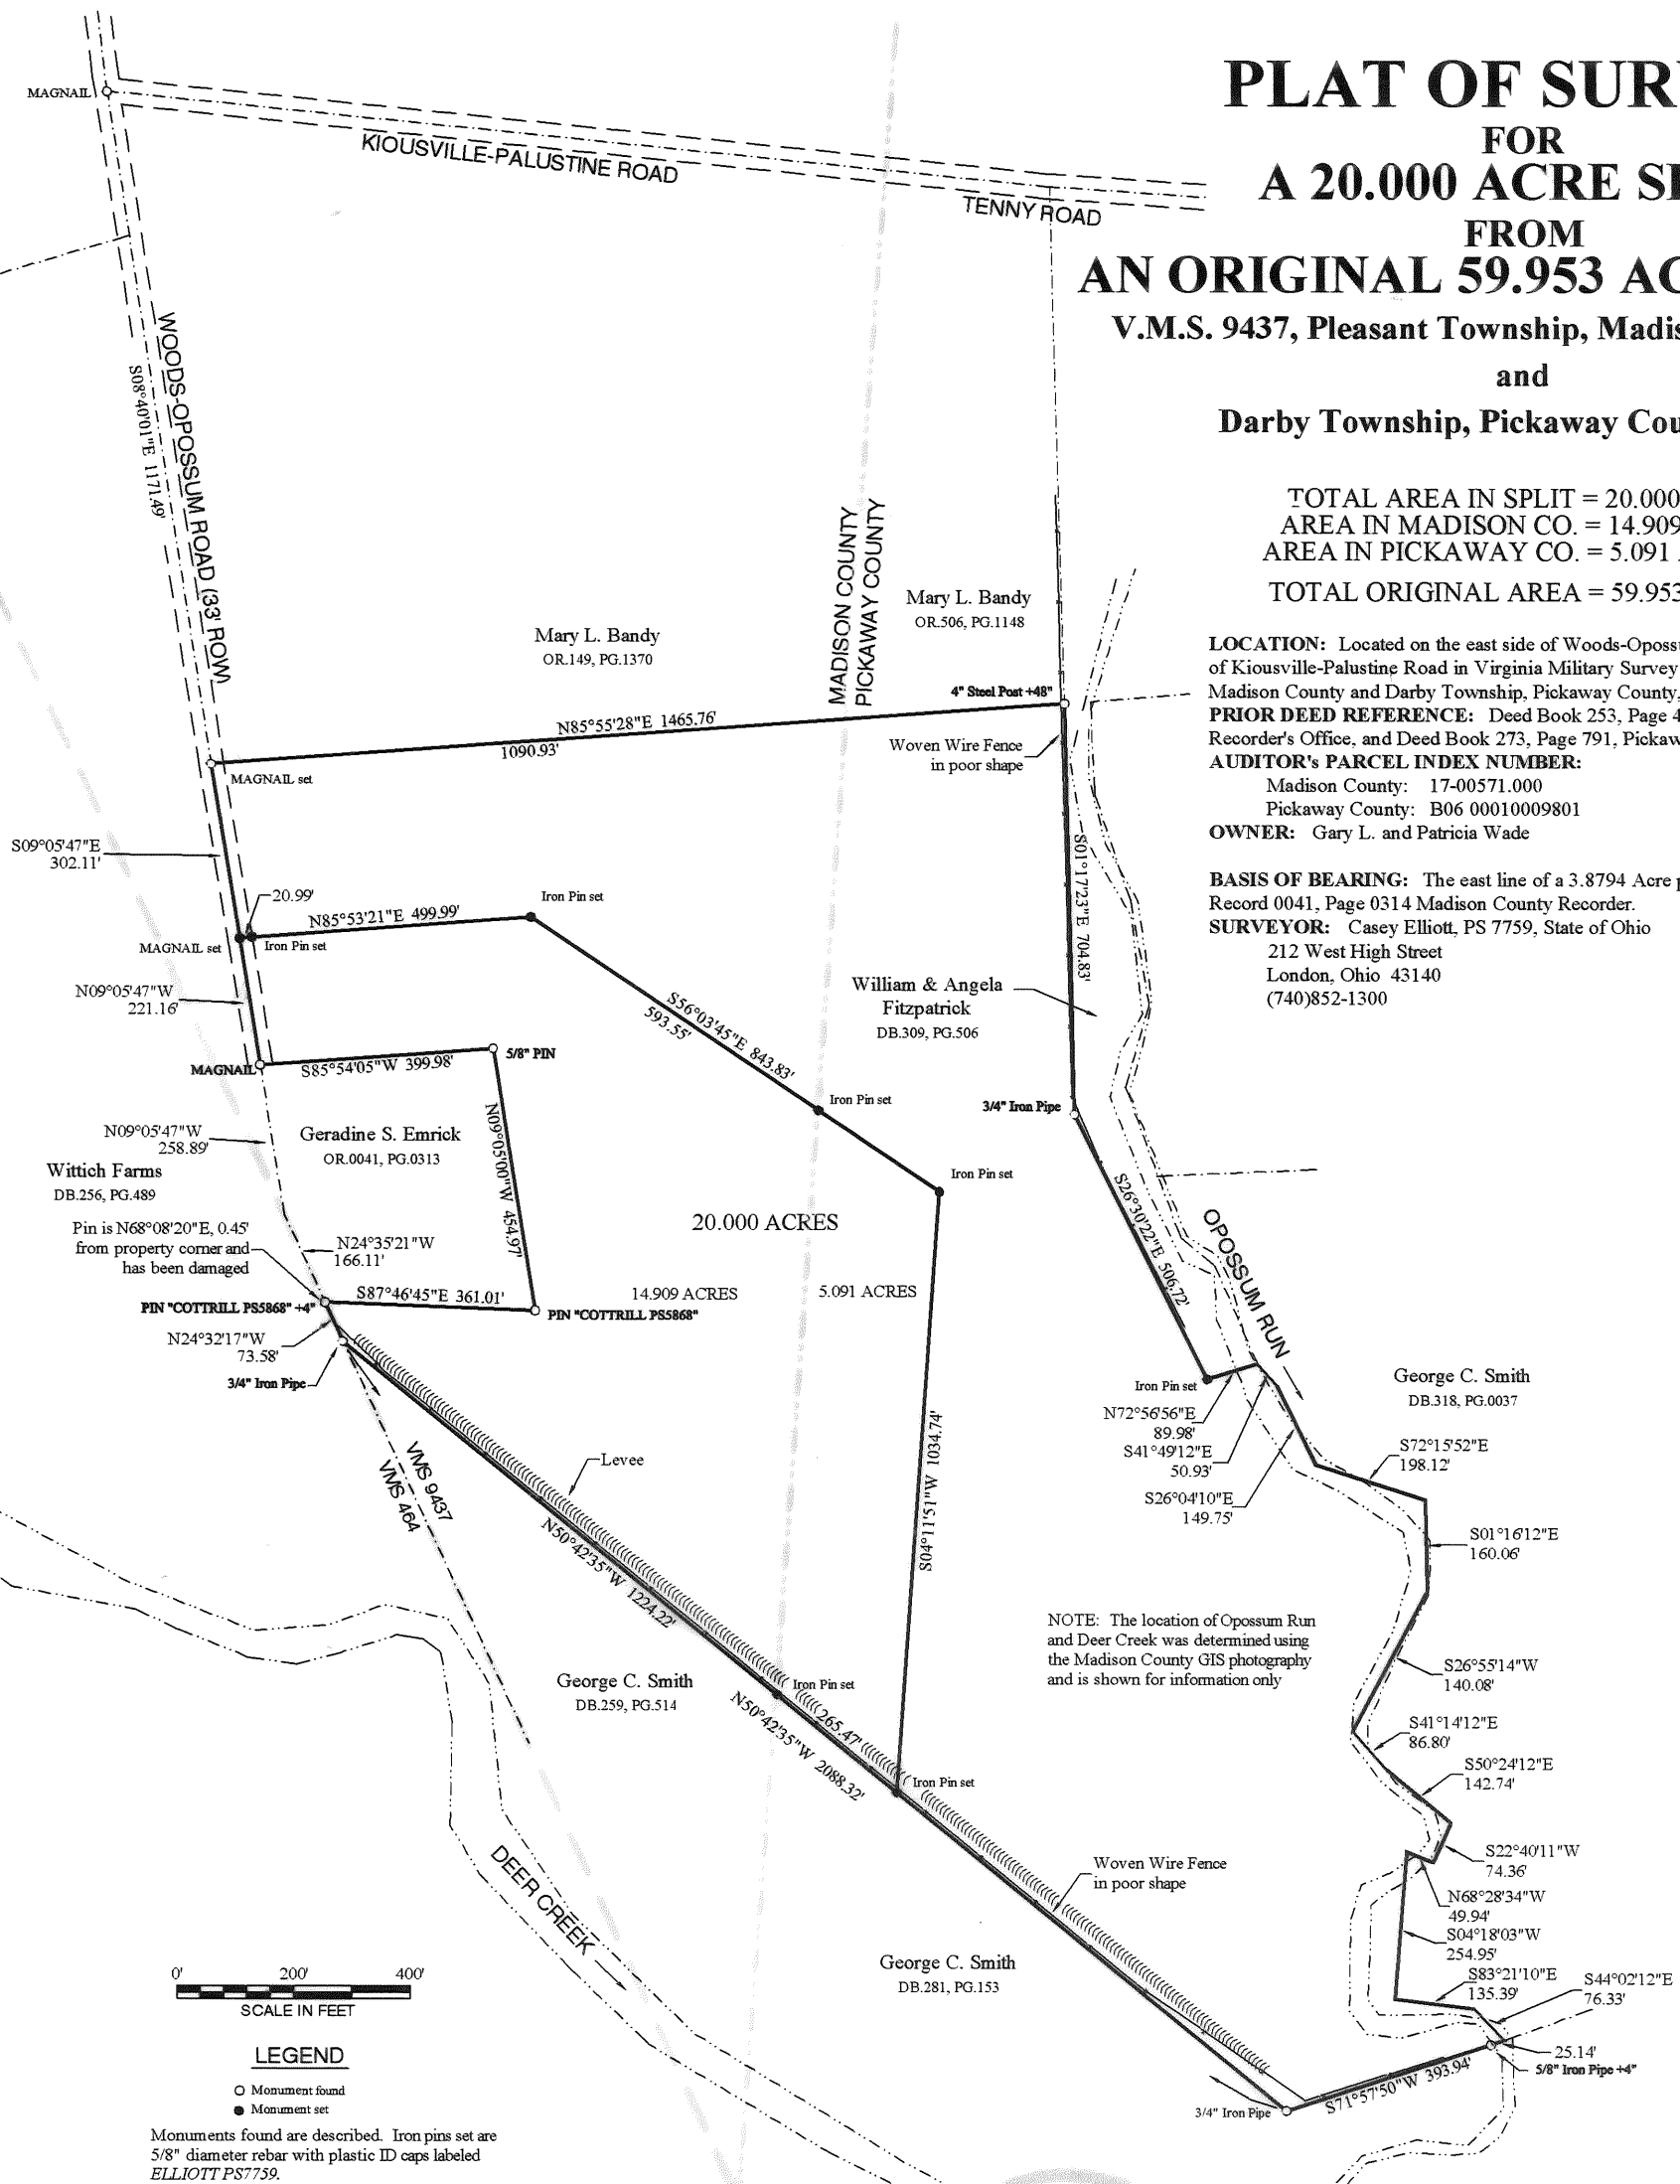 PLAT OF SUR
FOR
A 20.000 ACRE
FROM
AN ORIGINAL 59.953
V.M.S. 9437, Pleasant Township, Madis
and
Darby Township, Pickaway Cou
TOTAL AREA IN SPLIT = 20.000
AREA IN MADISON CO. = 14.909
AREA IN PICKAWAY CO. = 5.091
TOTAL ORIGINAL AREA = 59.953
LOCATION: Located on the east side of Woods-Oposs
of Kiousville-Palustine Road in Virginia Military Survey
Madison County and Darby Township, Pickaway County,
PRIOR DEED REFERENCE: Deed Book 253, Page 4
Recorder's Office, and Deed Book 273, Page 791, Pickaw
AUDITOR's PARCEL INDEX NUMBER:
Madison County: 17-00571.000
Pickaway County: B06 00010009801
OWNER: Gary L. and Patricia Wade
BASIS OF BEARING: The east line of a 3.8794 Acre p
Record 0041, Page 0314 Madison County Recorder.
SURVEYOR: Casey Elliott, PS 7759, State of Ohio
212 West High Street
London, Ohio 43140
(740)852-1300
MAGNAIL
KIOUSVILLE-PALUSTINE ROAD
TENNY ROAD
WOODS-OPOSSUM ROAD (33' ROW)
S08°40'01"E 1171.49'
MADISON COUNTY
PICKAWAY COUNTY
Mary L. Bandy
OR.149, PG.1370
Mary L. Bandy
OR.506, PG.1148
4" Steel Post +48"
N85°55'28"E 1465.76'
1090.93'
Woven Wire Fence
in poor shape
MAGNAIL set
S09°05'47"E
302.11'
20.99'
N85°53'21"E 499.99'
Iron Pin set
MAGNAIL set
Iron Pin set
N09°05'47"W
221.16'
S56°03'45"E 843.83'
593.55'
S01°17'23"E 704.83'
William & Angela
Fitzpatrick
DB.309, PG.506
MAGNAIL
S85°54'05"W 399.98'
5/8" PIN
Iron Pin set
3/4" Iron Pipe
N09°05'47"W
258.89'
Geradine S. Emrick
OR.0041, PG.0313
N09°05'00"W 454.97'
Wittich Farms
DB.256, PG.489
Iron Pin set
S26°30'22"E 506.72'
Pin is N68°08'20"E, 0.45'
from property corner and
has been damaged
N24°35'21"W
166.11'
20.000 ACRES
OPOSSUM RUN
S87°46'45"E 361.01'
14.909 ACRES
5.091 ACRES
PIN "COTTRILL PS5868" +4"
PIN "COTTRILL PS5868"
N24°32'17"W
73.58'
3/4" Iron Pipe
Iron Pin set
N72°56'56"E
89.98'
S41°49'12"E
50.93'
S26°04'10"E
149.75'
George C. Smith
DB.318, PG.0037
S72°15'52"E
198.12'
S01°16'12"E
160.06'
VMS 9437
VMS 464
Levee
S04°11'51"W 1034.74'
N50°42'35"W 1224.22'
NOTE: The location of Opossum Run
and Deer Creek was determined using
the Madison County GIS photography
and is shown for information only
S26°55'14"W
140.08'
George C. Smith
DB.259, PG.514
Iron Pin set
265.47'
N50°42'35"W 2088.32'
S41°14'12"E
86.80'
S50°24'12"E
142.74'
Iron Pin set
DEER CREEK
Woven Wire Fence
in poor shape
S22°40'11"W
74.36'
N68°28'34"W
49.94'
S04°18'03"W
254.95'
George C. Smith
DB.281, PG.153
S83°21'10"E
135.39'
S44°02'12"E
76.33'
25.14'
5/8" Iron Pipe +4"
S71°57'50"W 393.94'
3/4" Iron Pipe
0' 200' 400'
SCALE IN FEET
LEGEND
Monument found
Monument set
Monuments found are described. Iron pins set are
5/8" diameter rebar with plastic ID caps labeled
ELLIOTT PS7759.